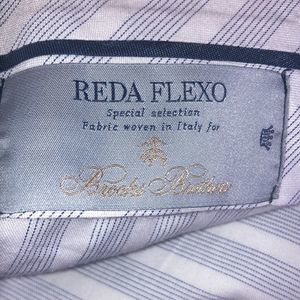 REDA FLEXO
Special selection
Fabric woven in Italy for
Brooks Brothers